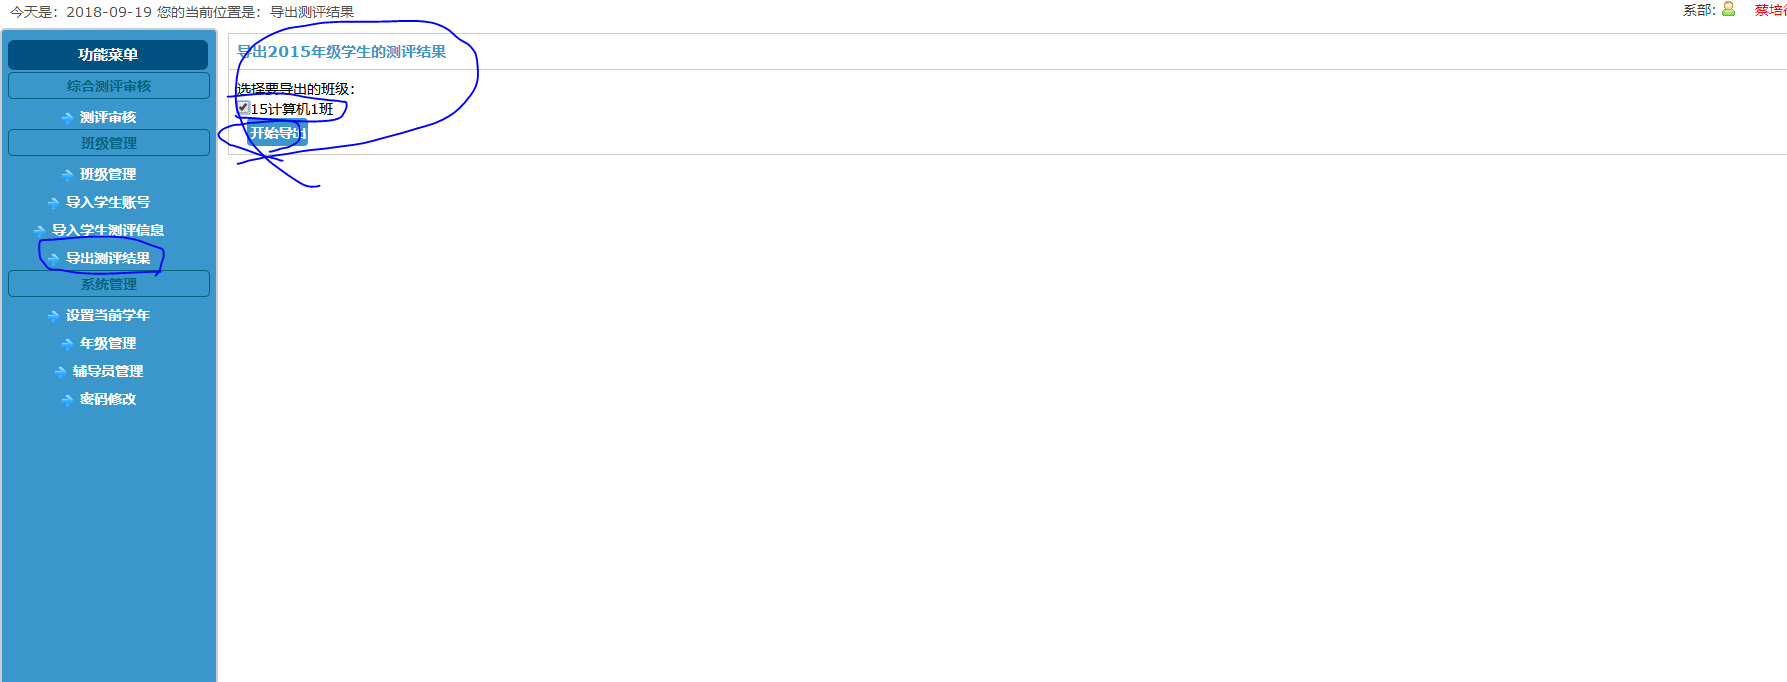 今天是：2018-09-19 您的当前位置是：导出测评结果
系部：
蔡培
功能菜单
综合测评审核
测评审核
班级管理
班级管理
导入学生账号
导入学生测评信息
导出测评结果
系统管理
设置当前学年
年级管理
辅导员管理
密码修改
导出2015年级学生的测评结果
选择要导出的班级：
15计算机1班
开始导出